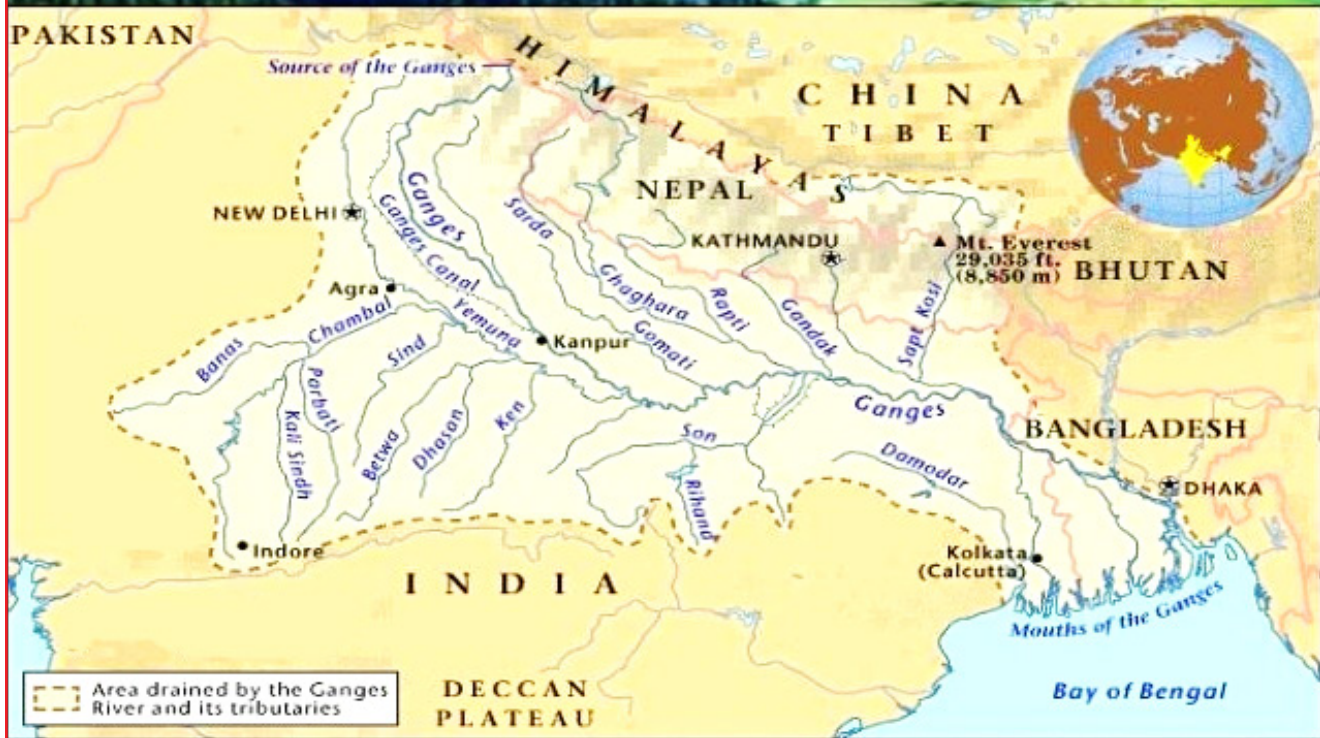 PAKISTAN
Source of the Ganges
HIMALAYAS
CHINA
TIBET
NEPAL
NEW DELHI
Ganges
Ganges Canal
Sarda
KATHMANDU
Mt. Everest
29,035 ft.
(8,850 m)
BHUTAN
Agra
Ghaghara
Rapti
Gandak
Sapt Kosi
Chambal
Yemuna
Kanpur
Gomati
Banas
Sind
Parbati
Kali Sindh
Betwa
Dhasan
Ken
Son
Rihand
Ganges
Damodar
BANGLADESH
DHAKA
Indore
Kolkata
(Calcutta)
INDIA
Mouths of the Ganges
Area drained by the Ganges
River and its tributaries
DECCAN
PLATEAU
Bay of Bengal